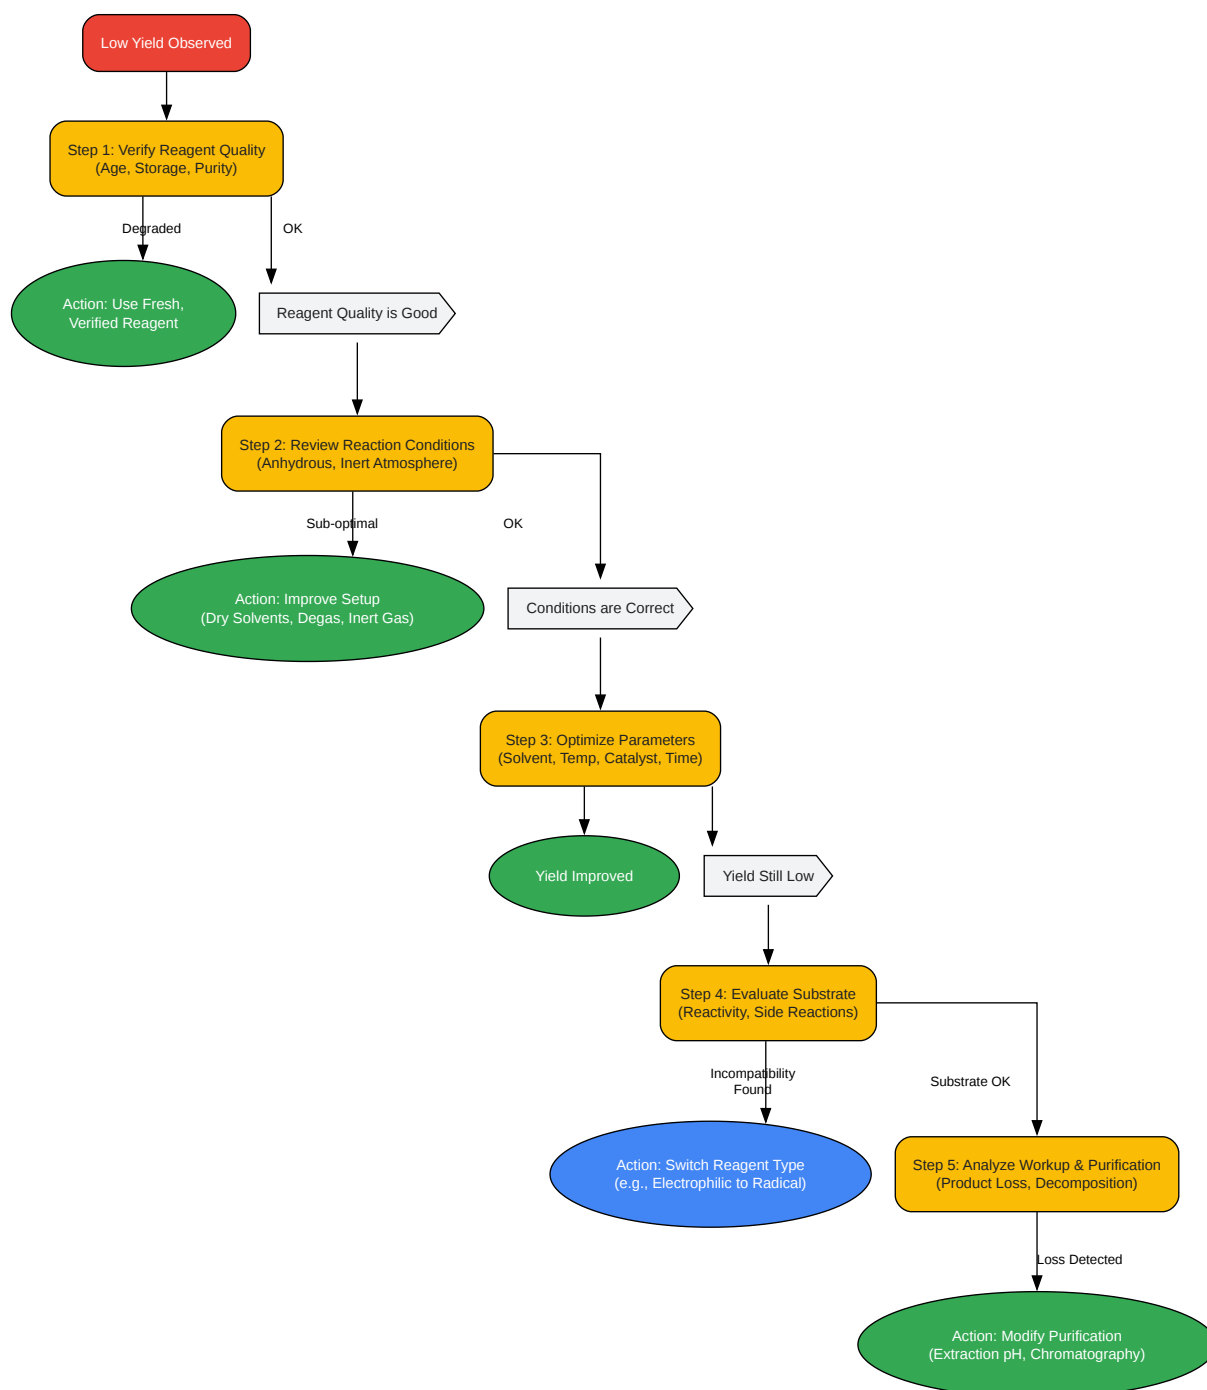 Low Yield Observed
Step 1: Verify Reagent Quality
(Age, Storage, Purity)
Degraded
OK
Action: Use Fresh,
Verified Reagent
Reagent Quality is Good
Step 2: Review Reaction Conditions
(Anhydrous, Inert Atmosphere)
Sub-optimal
OK
Action: Improve Setup
(Dry Solvents, Degas, Inert Gas)
Conditions are Correct
Step 3: Optimize Parameters
(Solvent, Temp, Catalyst, Time)
Yield Improved
Yield Still Low
Step 4: Evaluate Substrate
(Reactivity, Side Reactions)
Incompatibility
Found
Substrate OK
Action: Switch Reagent Type
(e.g., Electrophilic to Radical)
Step 5: Analyze Workup & Purification
(Product Loss, Decomposition)
Loss Detected
Action: Modify Purification
(Extraction pH, Chromatography)